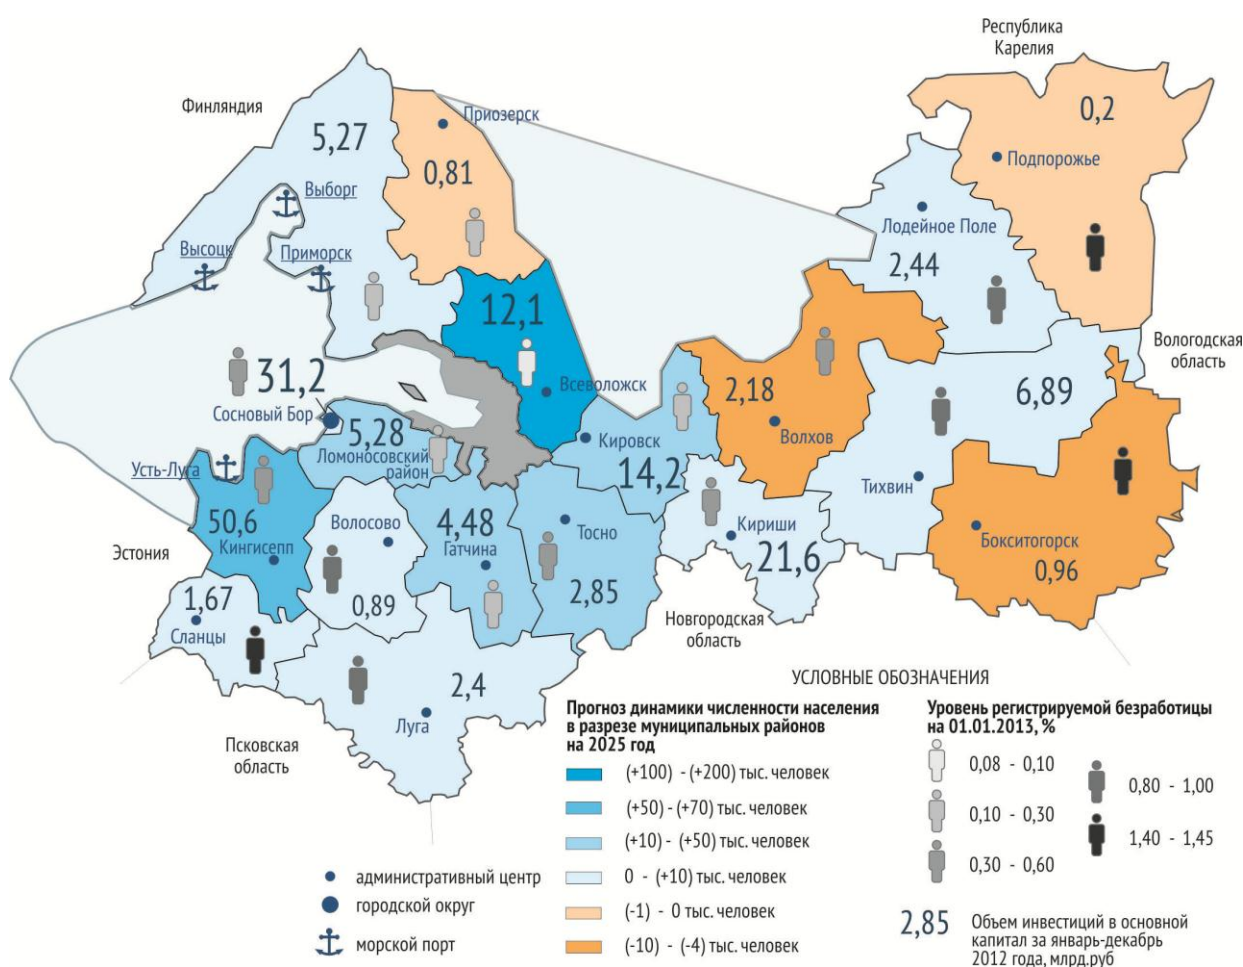 Республика
Карелия
Финляндия
5,27
Приозерск
0,2
0,81
Подпорожье
Выборг
Лодейное Поле
Высоцк
Приморск
2,44
12,1
Вологодская
область
31,2
Всеволожск
2,18
6,89
Сосновый Бор
5,28
Ломоносовский
район
Кировск
Волхов
14,2
Усть-Луга
Тихвин
50,6
Волосово
4,48
Тосно
Кириши
Эстония
Кингисепп
Гатчина
21,6
Бокситогорск
0,96
1,67
0,89
2,85
Сланцы
Новгородская
область
2,4
Луга
Псковская
область
УСЛОВНЫЕ ОБОЗНАЧЕНИЯ
Прогноз динамики численности населения
в разрезе муниципальных районов
на 2025 год
(+100) - (+200) тыс. человек
(+50) - (+70) тыс. человек
(+10) - (+50) тыс. человек
0 - (+10) тыс. человек
(-1) - 0 тыс. человек
(-10) - (-4) тыс. человек
административный центр
городской округ
морской порт
Уровень регистрируемой безработицы
на 01.01.2013, %
0,08 - 0,10
0,10 - 0,30
0,30 - 0,60
0,80 - 1,00
1,40 - 1,45
2,85
Объем инвестиций в основной
капитал за январь-декабрь
2012 года, млрд.руб